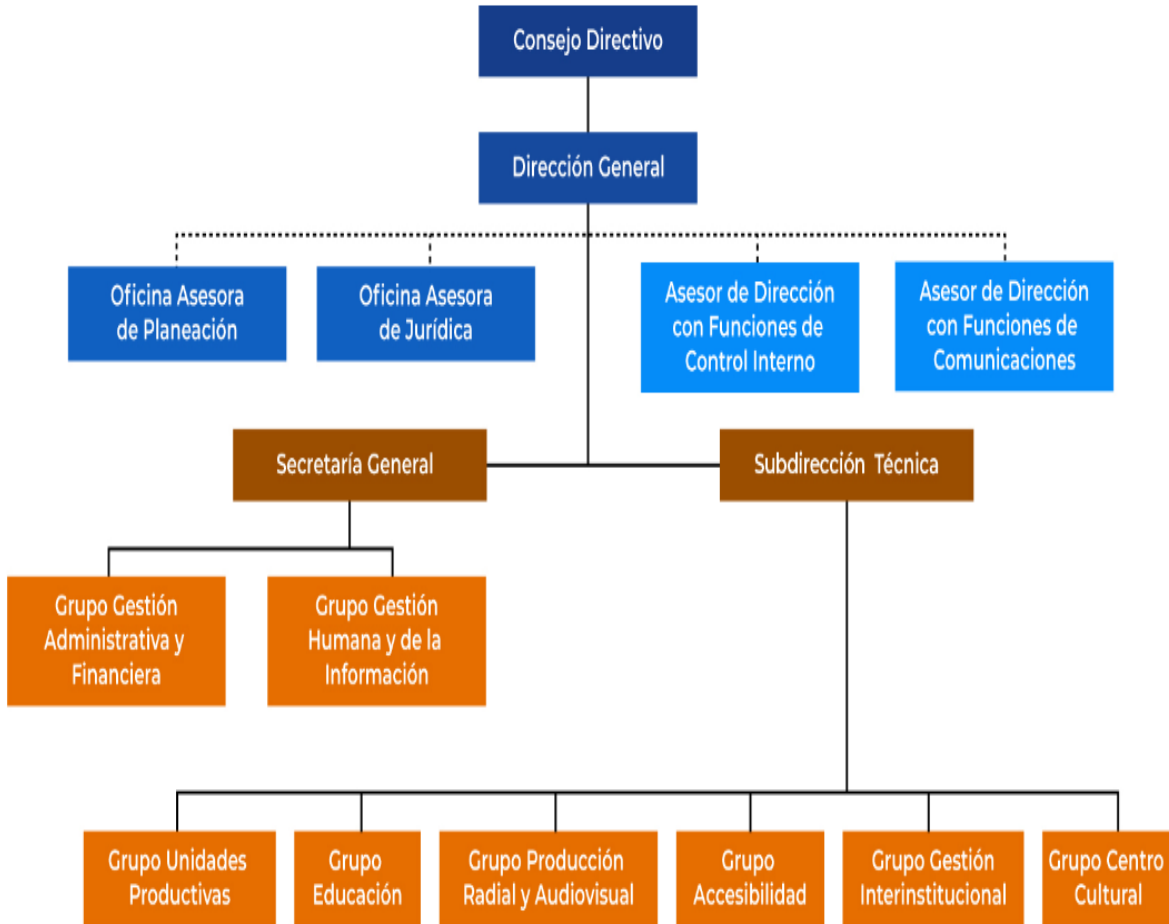 Consejo Directivo
Dirección General
Oficina Asesora
de Planeación
Oficina Asesora
de Jurídica
Asesor de Dirección
con Funciones de
Control Interno
Asesor de Dirección
con Funciones de
Comunicaciones
Secretaría General
Subdirección Técnica
Grupo Gestión
Administrativa y
Financiera
Grupo Gestión
Humana y de la
Información
Grupo Unidades
Productivas
Grupo
Educación
Grupo Producción
Radial y Audiovisual
Grupo
Accesibilidad
Grupo Gestión
Interinstitucional
Grupo Centro
Cultural